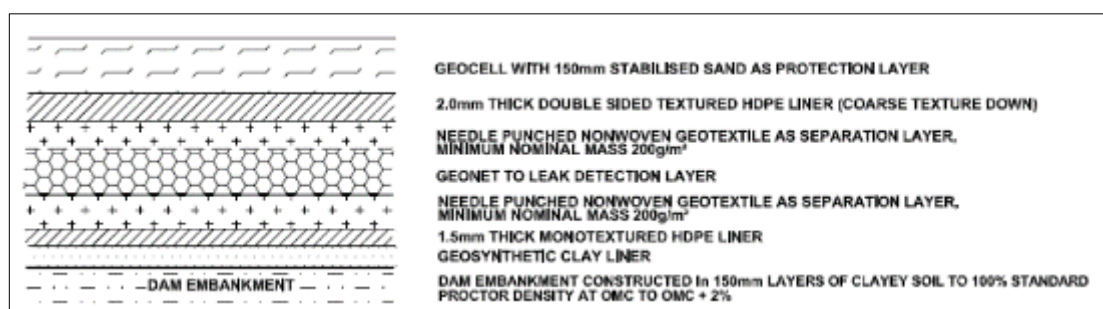 GEOCELL WITH 150mm STABILISED SAND AS PROTECTION LAYER
2.0mm THICK DOUBLE SIDED TEXTURED HDPE LINER (COARSE TEXTURE DOWN)
NEEDLE PUNCHED NONWOVEN GEOTEXTILE AS SEPARATION LAYER,
MINIMUM NOMINAL MASS 200g/m²
GEONET TO LEAK DETECTION LAYER
NEEDLE PUNCHED NONWOVEN GEOTEXTILE AS SEPARATION LAYER,
MINIMUM NOMINAL MASS 200g/m²
1.5mm THICK MONOTEXTURED HDPE LINER
GEOSYNTHETIC CLAY LINER
DAM EMBANKMENT
DAM EMBANKMENT CONSTRUCTED In 150mm LAYERS OF CLAYEY SOIL TO 100% STANDARD
PROCTOR DENSITY AT OMC TO OMC + 2%